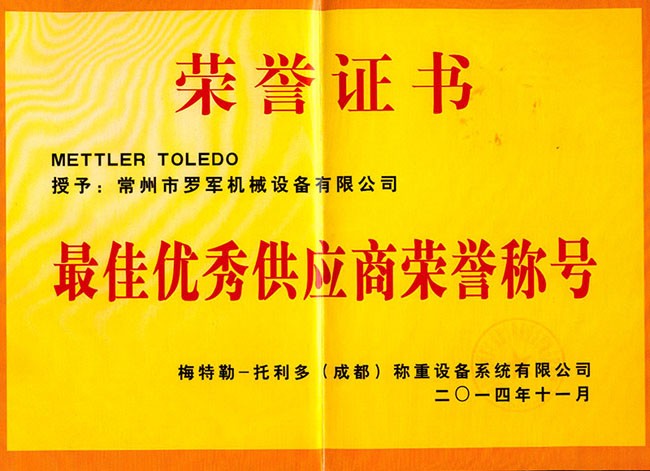 荣誉证书
METTLER TOLEDO
授予：常州市罗军机械设备有限公司
最佳优秀供应商荣誉称号
梅特勒-托利多（成都）称重设备系统有限公司
二〇一四年十一月